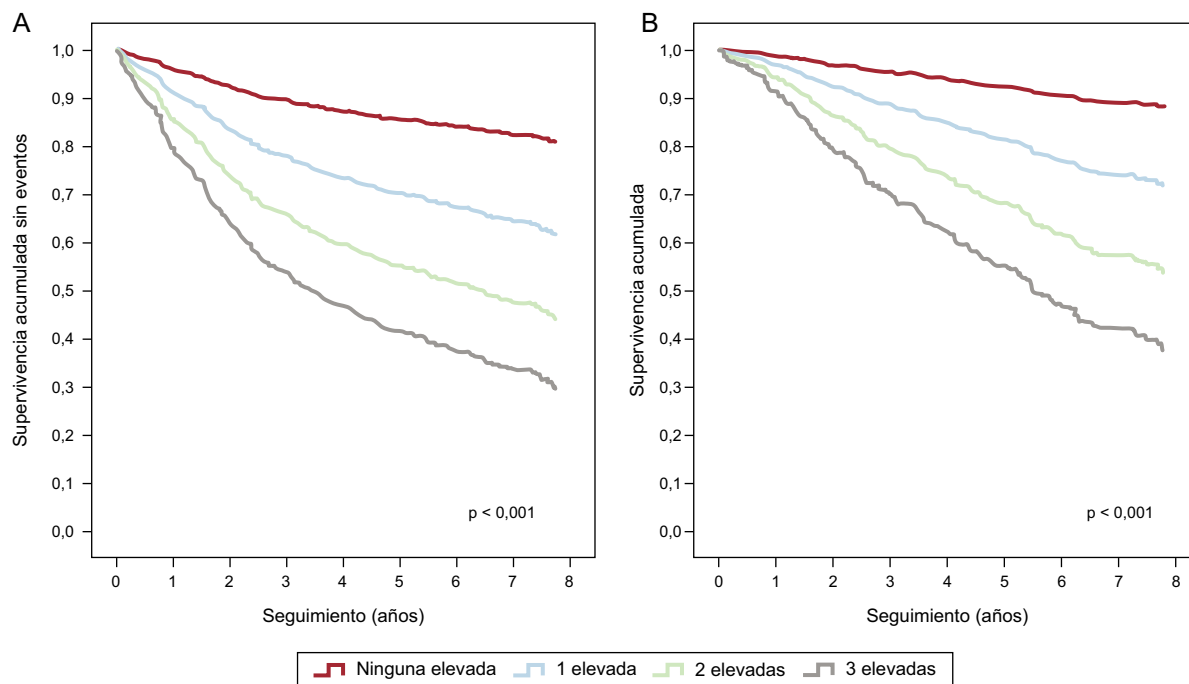 A
Supervivencia acumulada sin eventos
1,0
0,9
0,8
0,7
0,6
0,5
0,4
0,3
0,2
0,1
0,0
p < 0,001
0 1 2 3 4 5 6 7 8
Seguimiento (años)
B
Supervivencia acumulada
1,0
0,9
0,8
0,7
0,6
0,5
0,4
0,3
0,2
0,1
0,0
p < 0,001
0 1 2 3 4 5 6 7 8
Seguimiento (años)
Ninguna elevada 1 elevada 2 elevadas 3 elevadas